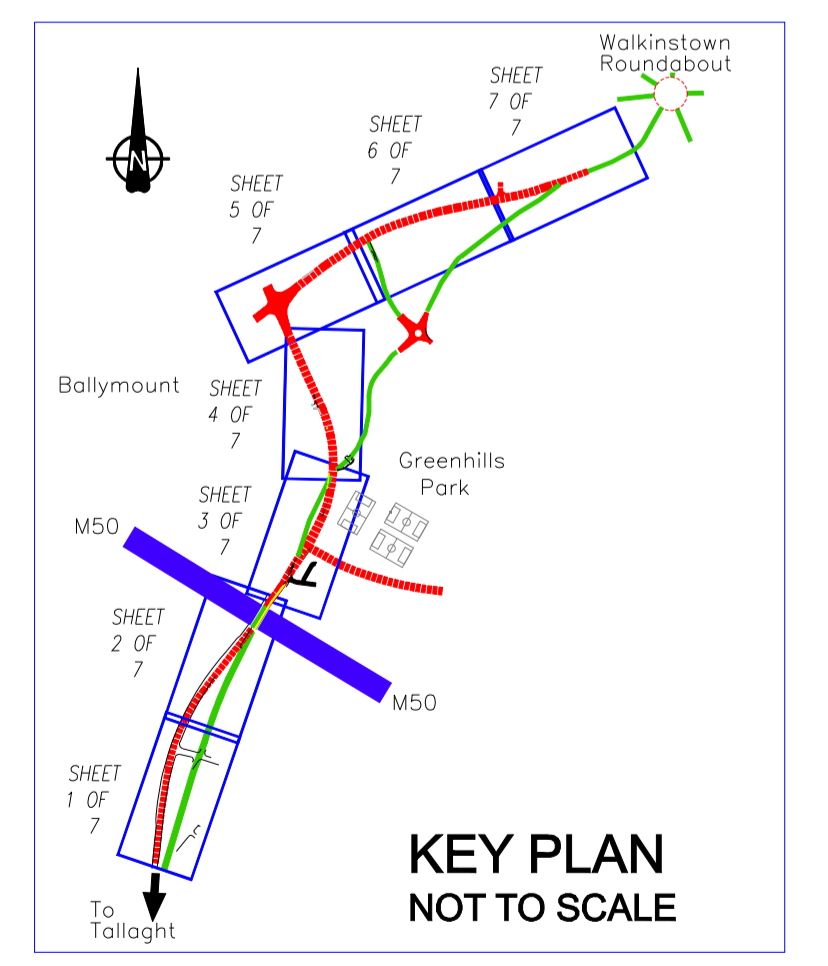 Walkinstown
Roundabout
SHEET
7 OF
7
SHEET
6 OF
7
N
SHEET
5 OF
7
Ballymount
SHEET
4 OF
7
Greenhills
Park
SHEET
3 OF
7
M50
SHEET
2 OF
7
M50
SHEET
1 OF
7
KEY PLAN
NOT TO SCALE
To
Tallaght